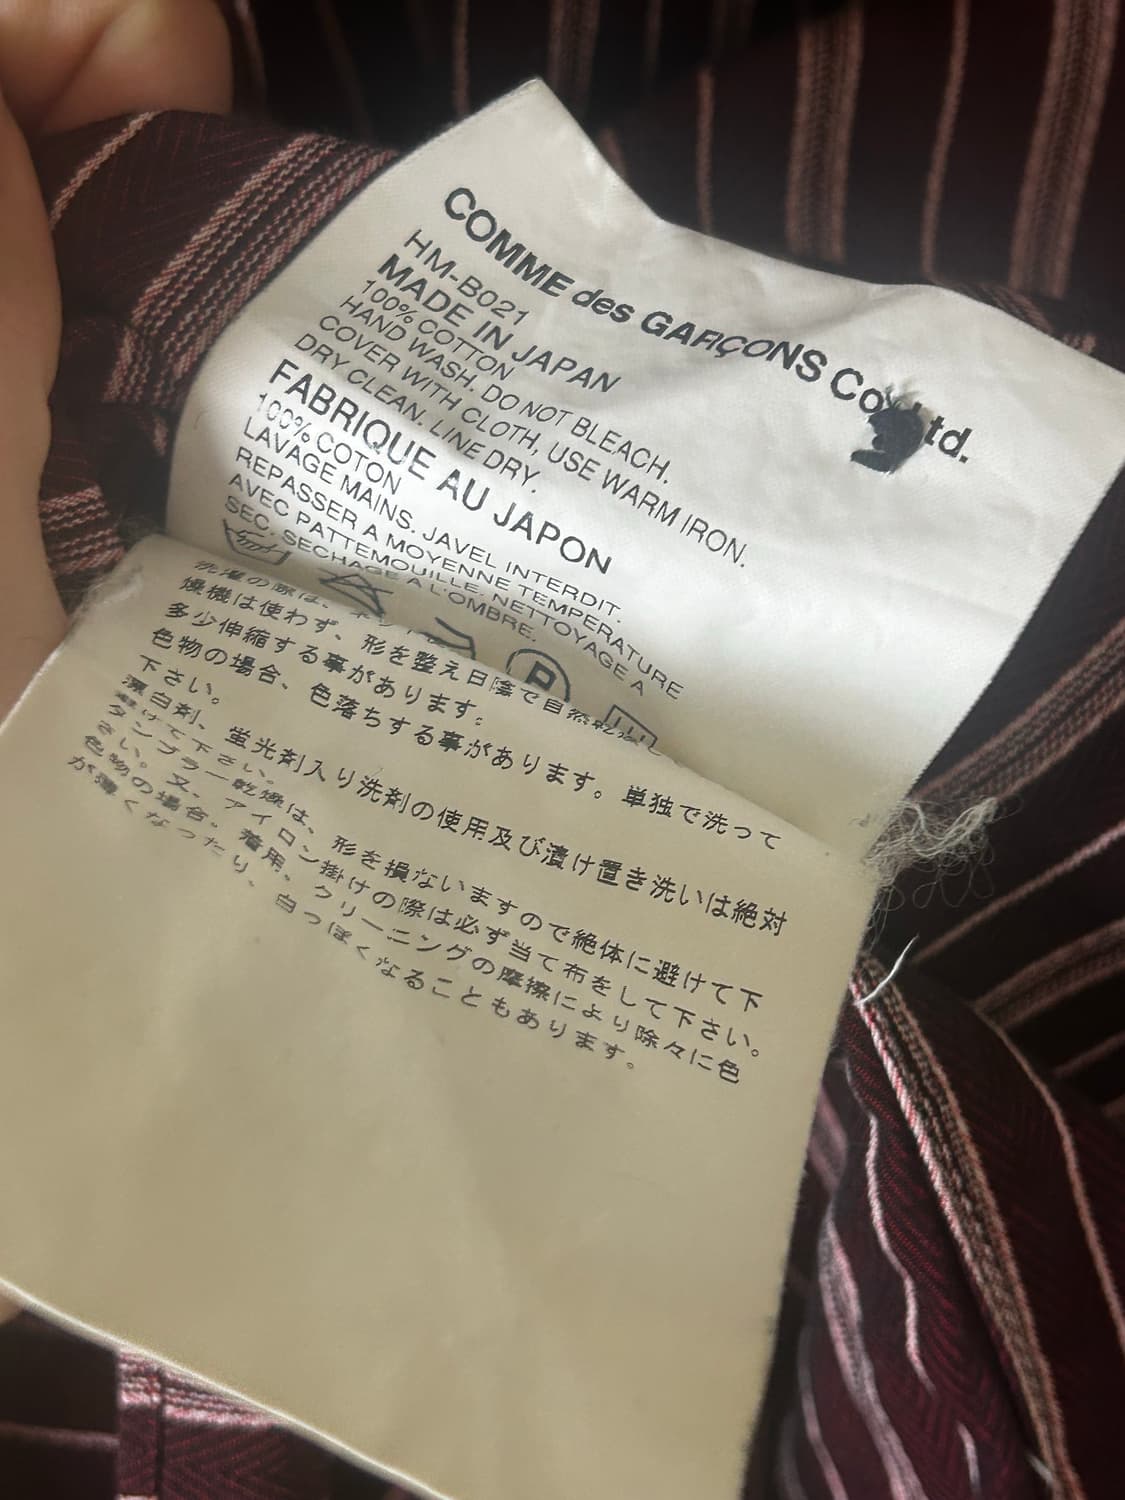 COMME des GARÇONS Co. Ltd.
HM-B021
MADE IN JAPAN
100% COTTON
HAND WASH. DO NOT BLEACH.
COVER WITH CLOTH, USE WARM IRON.
DRY CLEAN. LINE DRY.
FABRIQUE AU JAPON
100% COTON
LAVAGE MAINS. JAVEL INTERDIT.
REPASSER A MOYENNE TEMPERATURE
AVEC PATTEMOUILLE. NETTOYAGE A
SEC. SECHAGE A L'OMBRE.
P
洗濯の際は、
燥機は使わず、形を整え日陰で自然乾
多少伸縮する事があります。
色物の場合、色落ちする事があります。単独で洗って
下さい。
漂白剤、蛍光剤入り洗剤の使用及び漬け置き洗いは絶対
避けて下さい。
タンブラー乾燥は、形を損ないますので絶体に避けて下
さい。又、アイロン掛けの際は必ず当て布をして下さい。
色物の場合。着用、クリーニングの摩擦により除々に色
が薄くなったり、白っぽくなることもあります。